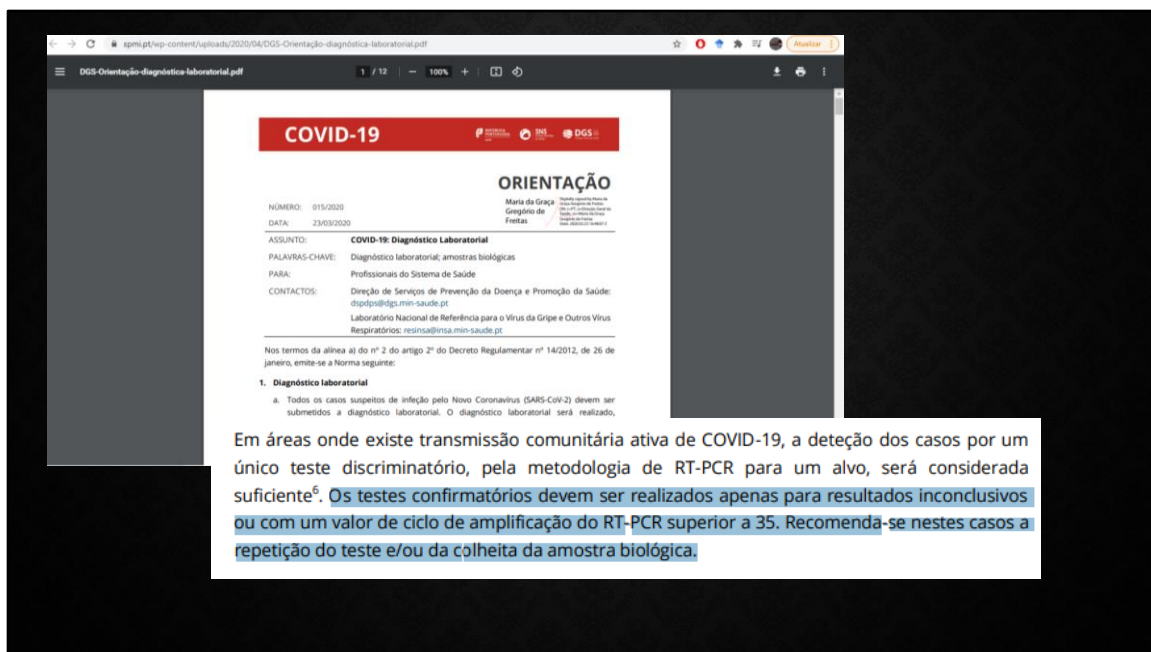 spmi.pt/wp-content/uploads/2020/04/DGS-Orientação-diagnóstica-laboratorial.pdf
Atualizar
DGS-Orientação-diagnóstica-laboratorial.pdf
1 / 12
100%
COVID-19
REPÚBLICA PORTUGUESA
SNS
DGS
ORIENTAÇÃO
NÚMERO: 015/2020
DATA: 23/03/2020
Maria da Graça
Gregório de
Freitas
ASSUNTO: COVID-19: Diagnóstico Laboratorial
PALAVRAS-CHAVE: Diagnóstico laboratorial; amostras biológicas
PARA: Profissionais do Sistema de Saúde
CONTACTOS: Direção de Serviços de Prevenção da Doença e Promoção da Saúde:
dspdps@dgs.min-saude.pt
Laboratório Nacional de Referência para o Vírus da Gripe e Outros Vírus
Respiratórios: resinsa@insa.min-saude.pt
Nos termos da alínea a) do nº 2 do artigo 2º do Decreto Regulamentar nº 14/2012, de 26 de
janeiro, emite-se a Norma seguinte:
1. Diagnóstico laboratorial
a. Todos os casos suspeitos de infeção pelo Novo Coronavírus (SARS-CoV-2) devem ser
submetidos a diagnóstico laboratorial. O diagnóstico laboratorial será realizado,
Em áreas onde existe transmissão comunitária ativa de COVID-19, a deteção dos casos por um
único teste discriminatório, pela metodologia de RT-PCR para um alvo, será considerada
suficiente⁶. Os testes confirmatórios devem ser realizados apenas para resultados inconclusivos
ou com um valor de ciclo de amplificação do RT-PCR superior a 35. Recomenda-se nestes casos a
repetição do teste e/ou da colheita da amostra biológica.